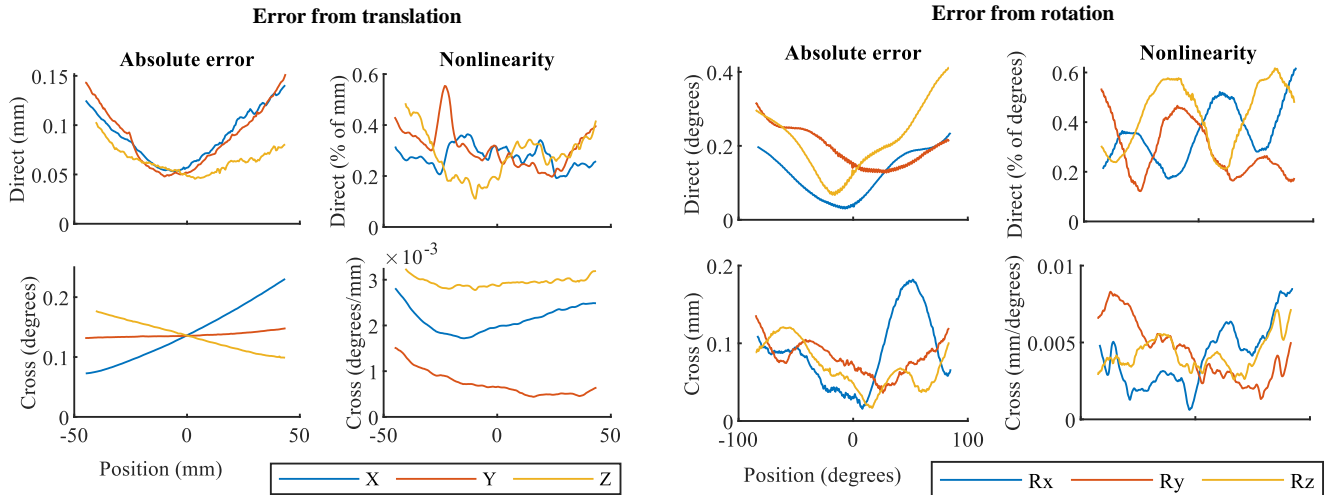 Error from translation
Error from rotation
Absolute error
Nonlinearity
Absolute error
Nonlinearity
Direct (mm)
0.15
0.1
0.05
0
Direct (% of mm)
0.6
0.4
0.2
0
Direct (degrees)
0.4
0.2
0
Direct (% of degrees)
0.6
0.4
0.2
0
Cross (degrees)
0.2
0.1
0
-50
0
50
Position (mm)
Cross (degrees/mm)
×10⁻³
3
2
1
0
-50
0
50
Cross (mm)
0.2
0.1
0
-100
0
100
Position (degrees)
Cross (mm/degrees)
0.01
0.005
0
X Y Z
Rx Ry Rz